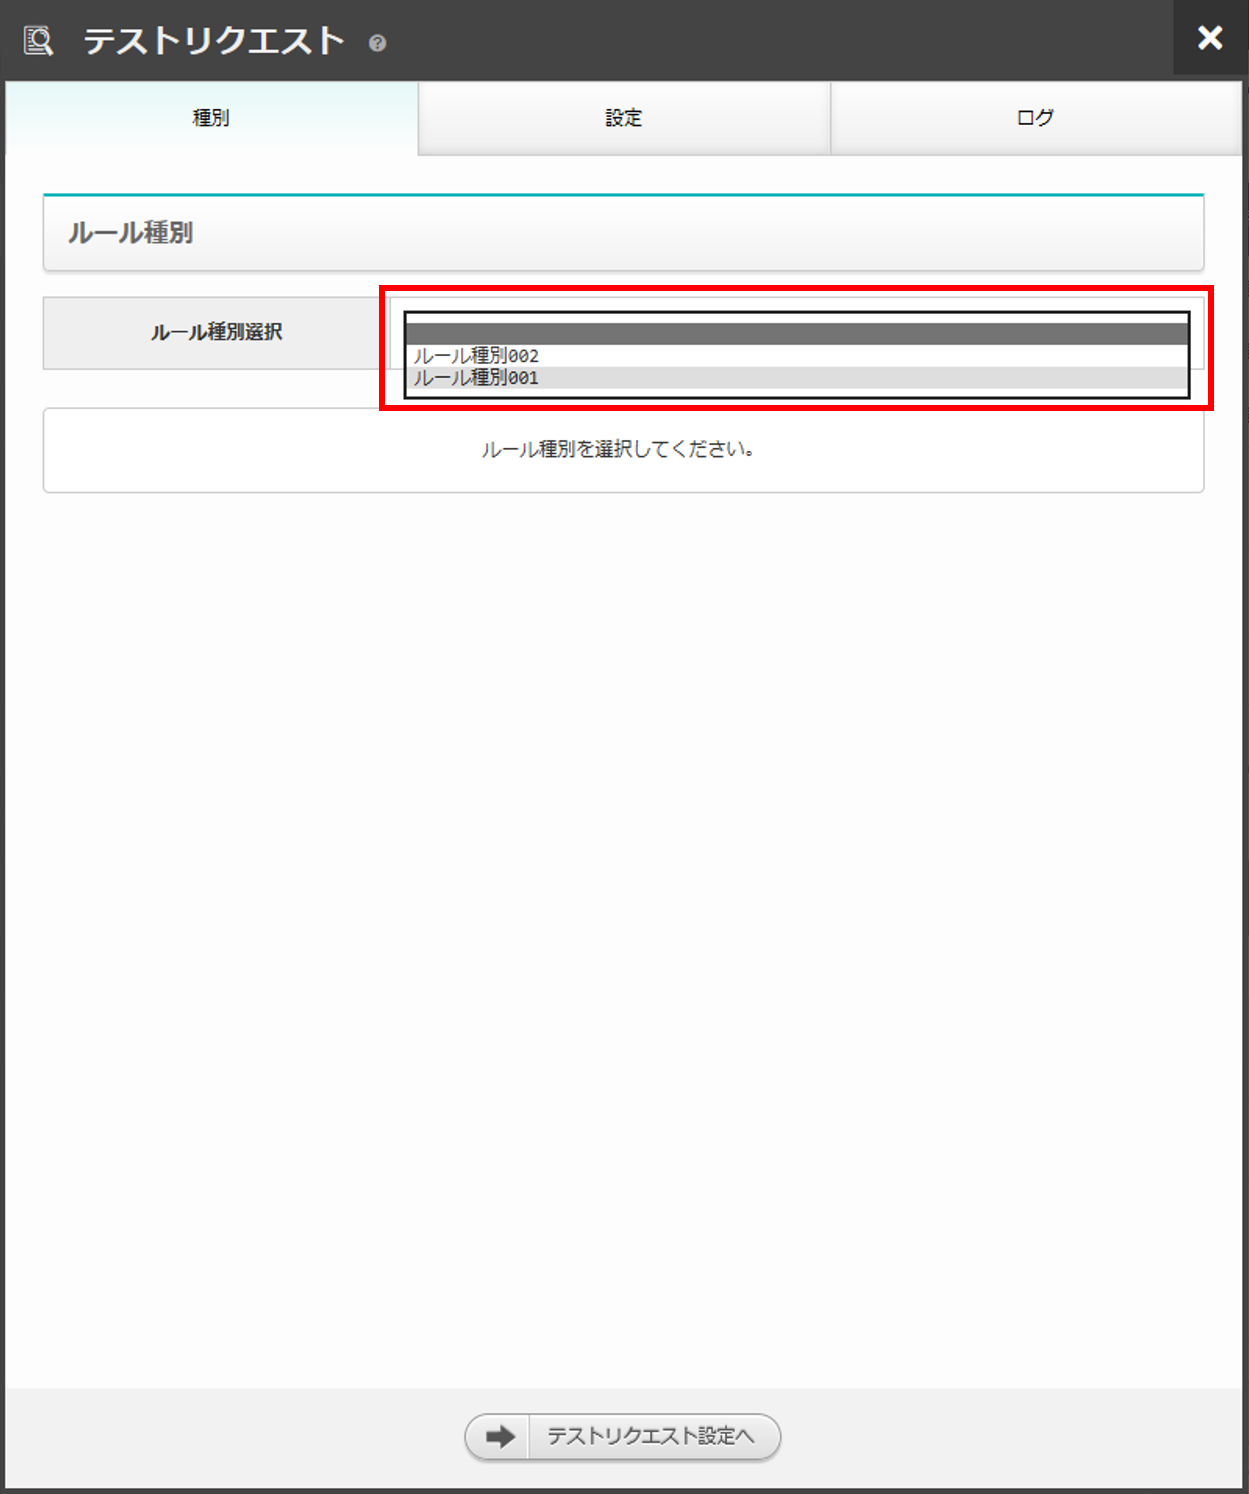 テストリクエスト
種別
設定
ログ
ルール種別
ルール種別選択
ルール種別002
ルール種別001
ルール種別を選択してください。
テストリクエスト設定へ